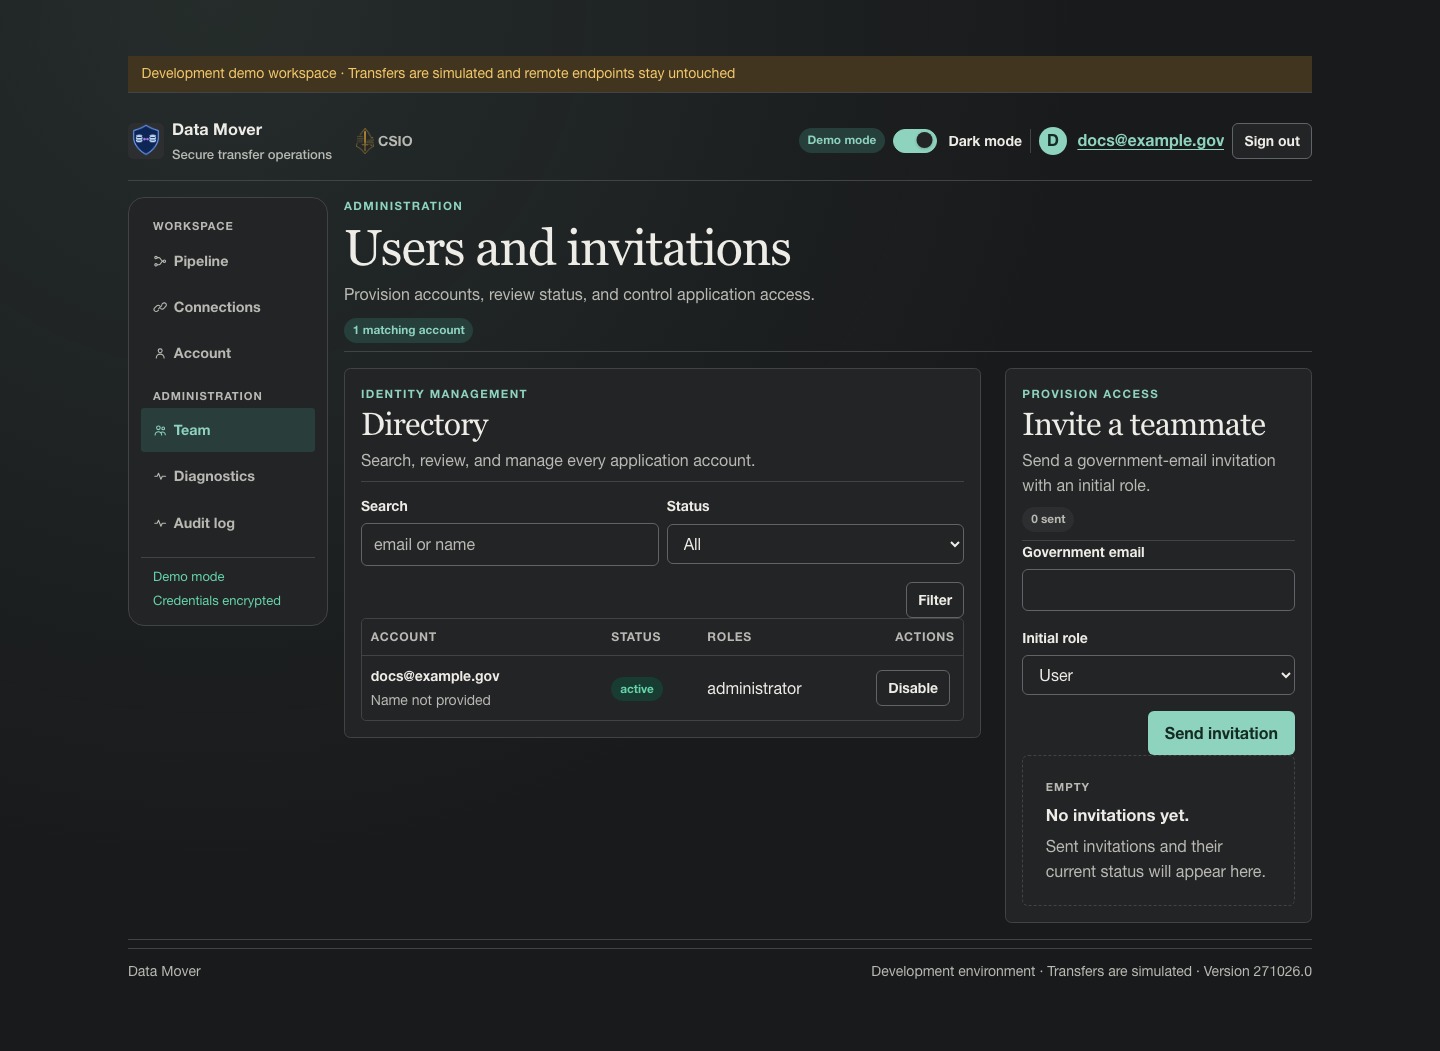 Development demo workspace · Transfers are simulated and remote endpoints stay untouched
Data Mover
Secure transfer operations
CSIO
Demo mode
Dark mode
D
docs@example.gov
Sign out
WORKSPACE
Pipeline
Connections
Account
ADMINISTRATION
Team
Diagnostics
Audit log
Demo mode
Credentials encrypted
ADMINISTRATION
Users and invitations
Provision accounts, review status, and control application access.
1 matching account
IDENTITY MANAGEMENT
Directory
Search, review, and manage every application account.
Search
Status
email or name
All
Filter
ACCOUNT STATUS ROLES ACTIONS
docs@example.gov
Name not provided
active
administrator
Disable
PROVISION ACCESS
Invite a teammate
Send a government-email invitation
with an initial role.
0 sent
Government email
Initial role
User
Send invitation
EMPTY
No invitations yet.
Sent invitations and their
current status will appear here.
Data Mover
Development environment · Transfers are simulated · Version 271026.0